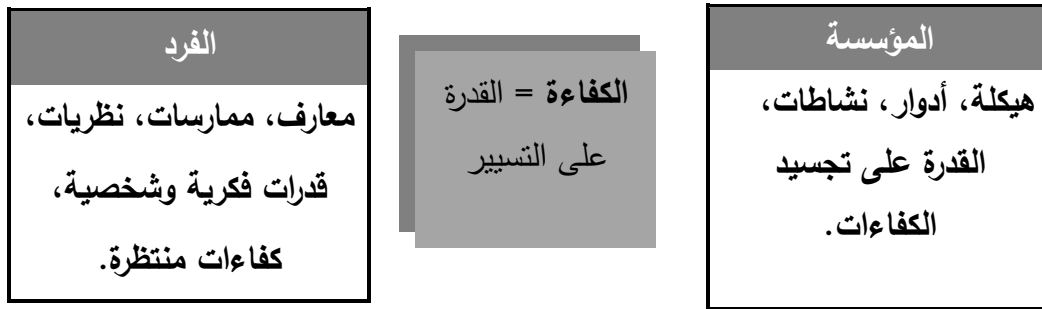 المؤسسة
هيكلة، أدوار، نشاطات،
القدرة على تجسيد
الكفاءات.
الكفاءة = القدرة
على التسيير
الفرد
معارف، ممارسات، نظريات،
قدرات فكرية وشخصية،
كفاءات منتظرة.